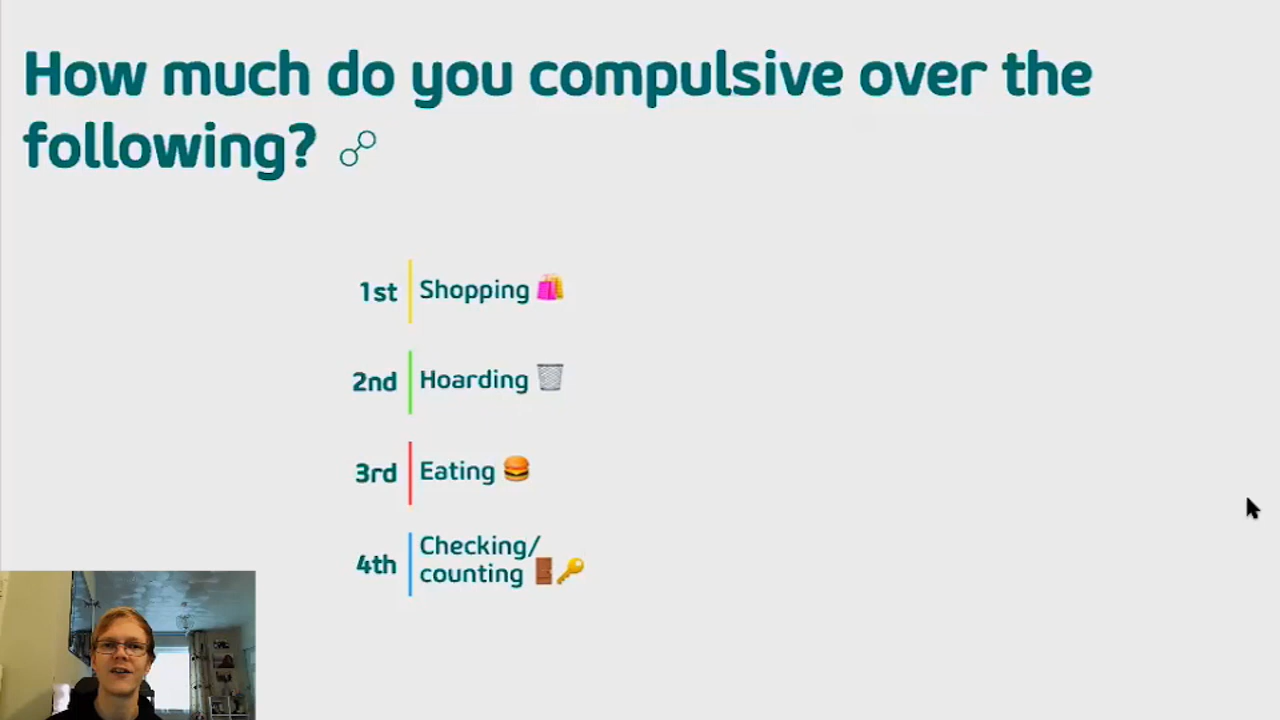 How much do you compulsive over the
following?
1st Shopping
2nd Hoarding
3rd Eating
4th Checking/
counting